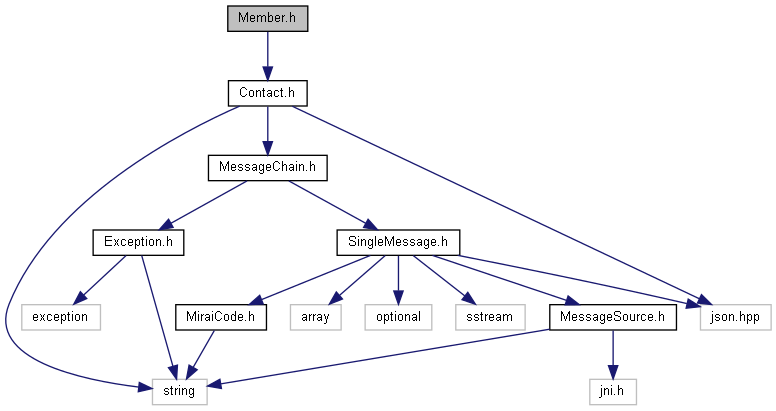 Member.h
Contact.h
MessageChain.h
Exception.h
SingleMessage.h
exception
MiraiCode.h
array
optional
sstream
MessageSource.h
json.hpp
string
jni.h